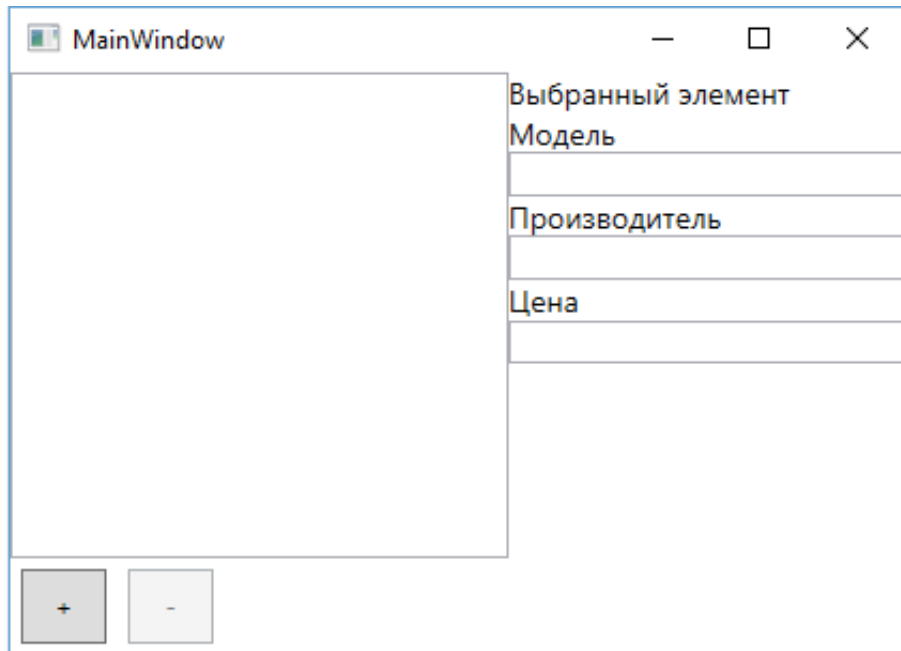 MainWindow
Выбранный элемент
Модель
Производитель
Цена
+ -